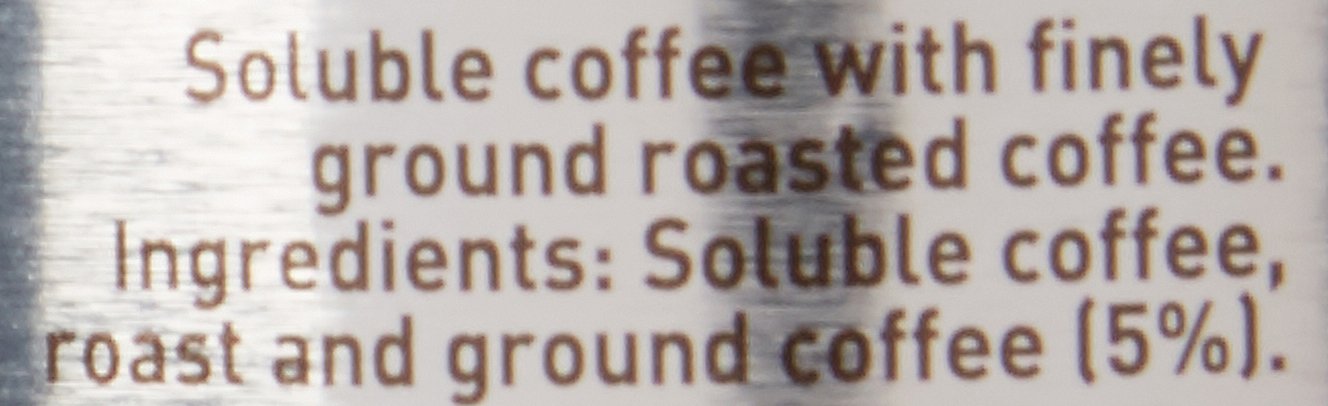 Soluble coffee with finely
ground roasted coffee.
Ingredients: Soluble coffee,
roast and ground coffee (5%).